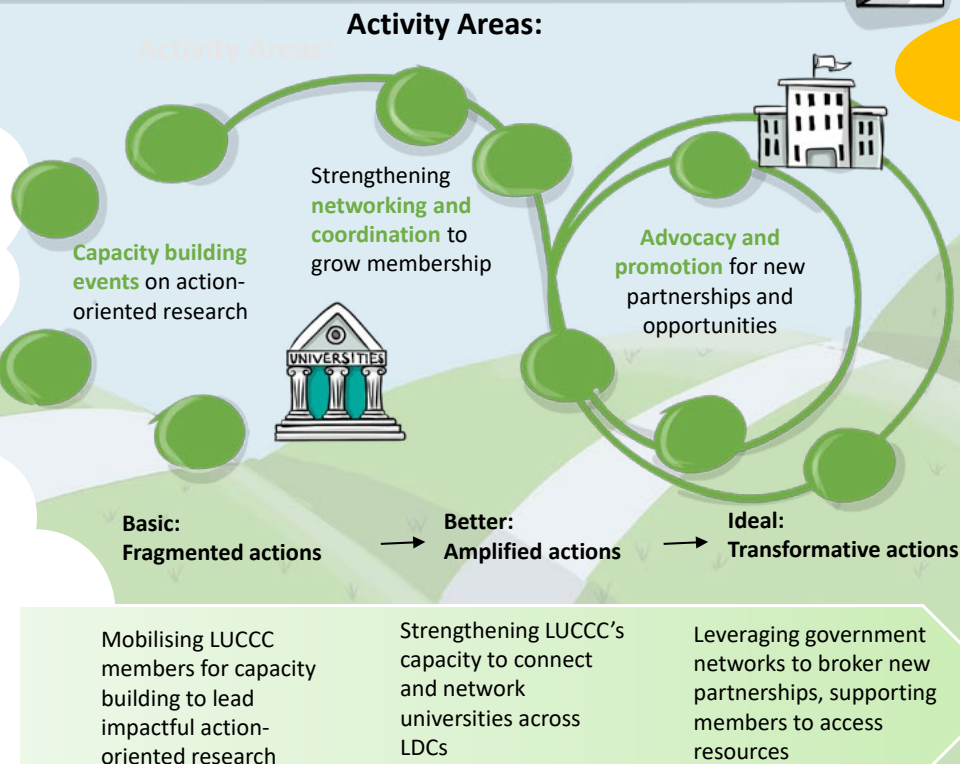 Activity Areas:
Activity Areas:
Capacity building
events on action-
oriented research
Strengthening
networking and
coordination to
grow membership
Advocacy and
promotion for new
partnerships and
opportunities
UNIVERSITIES
Basic:
Fragmented actions
Better:
Amplified actions
Ideal:
Transformative actions
Mobilising LUCCC
members for capacity
building to lead
impactful action-
oriented research
Strengthening LUCCC's
capacity to connect
and network
universities across
LDCs
Leveraging government
networks to broker new
partnerships, supporting
members to access
resources